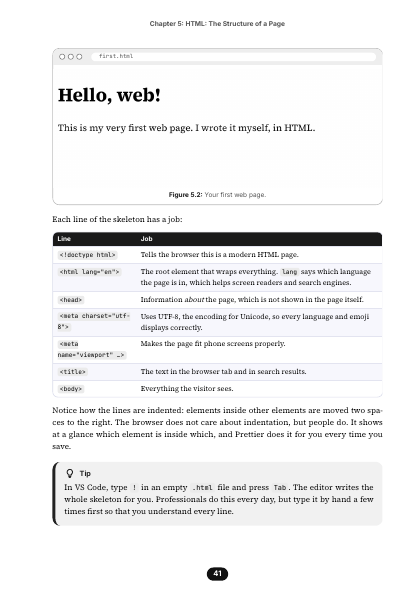 Chapter 5: HTML: The Structure of a Page
first.html
Hello, web!
This is my very first web page. I wrote it myself, in HTML.
Figure 5.2: Your first web page.
Each line of the skeleton has a job:
Line Job
<!doctype html> Tells the browser this is a modern HTML page.
<html lang="en"> The root element that wraps everything. lang says which language
the page is in, which helps screen readers and search engines.
<head> Information about the page, which is not shown in the page itself.
<meta charset="utf- Uses UTF-8, the encoding for Unicode, so every language and emoji
8"> displays correctly.
<meta Makes the page fit phone screens properly.
name="viewport" …>
<title> The text in the browser tab and in search results.
<body> Everything the visitor sees.
Notice how the lines are indented: elements inside other elements are moved two spa-
ces to the right. The browser does not care about indentation, but people do. It shows
at a glance which element is inside which, and Prettier does it for you every time you
save.
Tip
In VS Code, type ! in an empty .html file and press Tab. The editor writes the
whole skeleton for you. Professionals do this every day, but type it by hand a few
times first so that you understand every line.
41